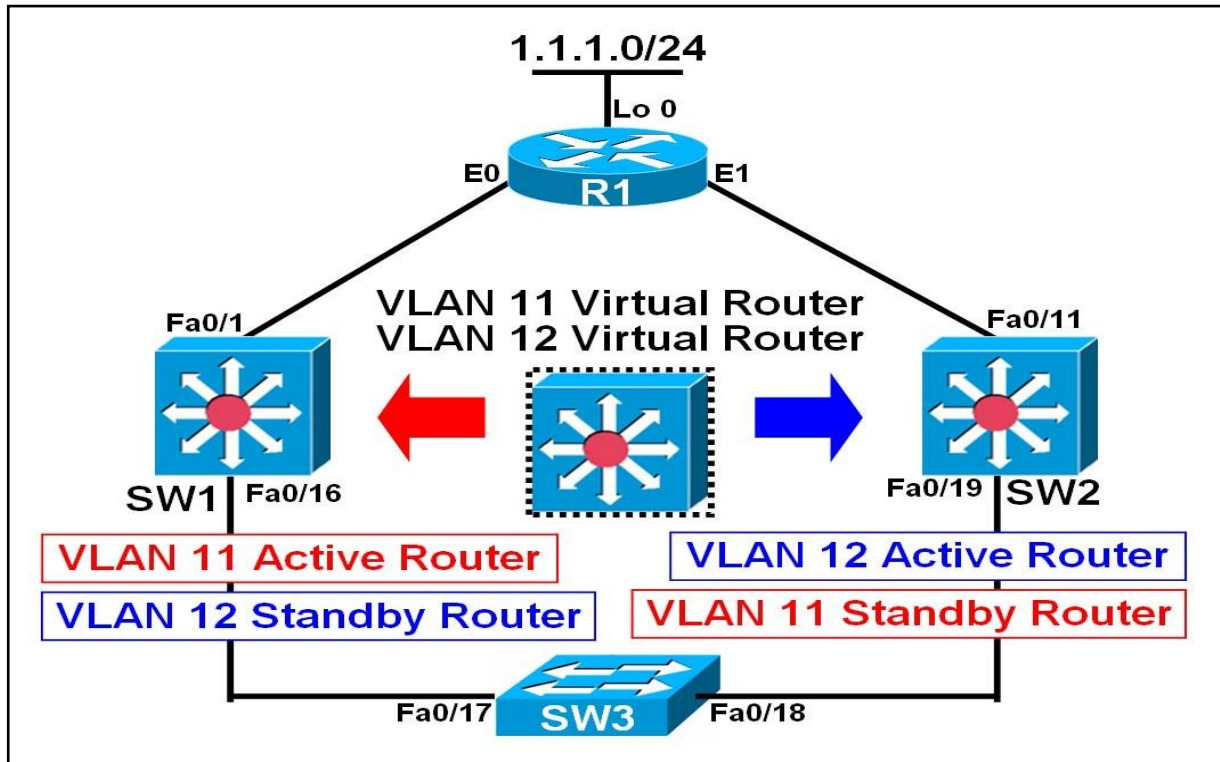 1.1.1.0/24
Lo 0
E0
E1
R1
VLAN 11 Virtual Router
VLAN 12 Virtual Router
Fa0/1
Fa0/11
SW1
Fa0/16
Fa0/19
SW2
VLAN 11 Active Router
VLAN 12 Standby Router
VLAN 12 Active Router
VLAN 11 Standby Router
Fa0/17
SW3
Fa0/18